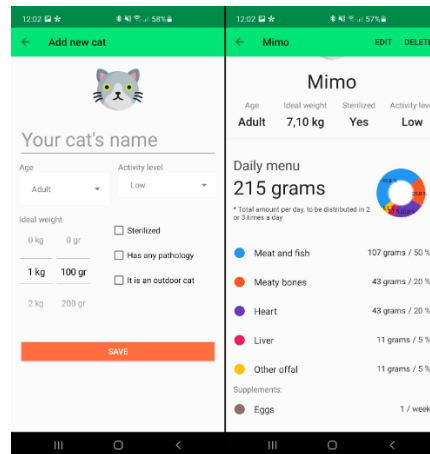 12:02
58%
Add new cat
Your cat's name
Age
Activity level
Adult
Low
Ideal weight
0 kg 0 gr
1 kg 100 gr
2 kg 200 gr
Sterilized
Has any pathology
It is an outdoor cat
SAVE
12:02
57%
Mimo
EDIT DELETE
Mimo
Age Ideal weight Sterilized Activity leve
Adult 7,10 kg Yes Low
Daily menu
215 grams
* Total amount per day, to be distributed in 2
or 3 times a day
Meat and fish 107 grams / 50 %
Meaty bones 43 grams / 20 %
Heart 43 grams / 20 %
Liver 11 grams / 5 %
Other offal 11 grams / 5 %
Supplements:
Eggs 1 / week